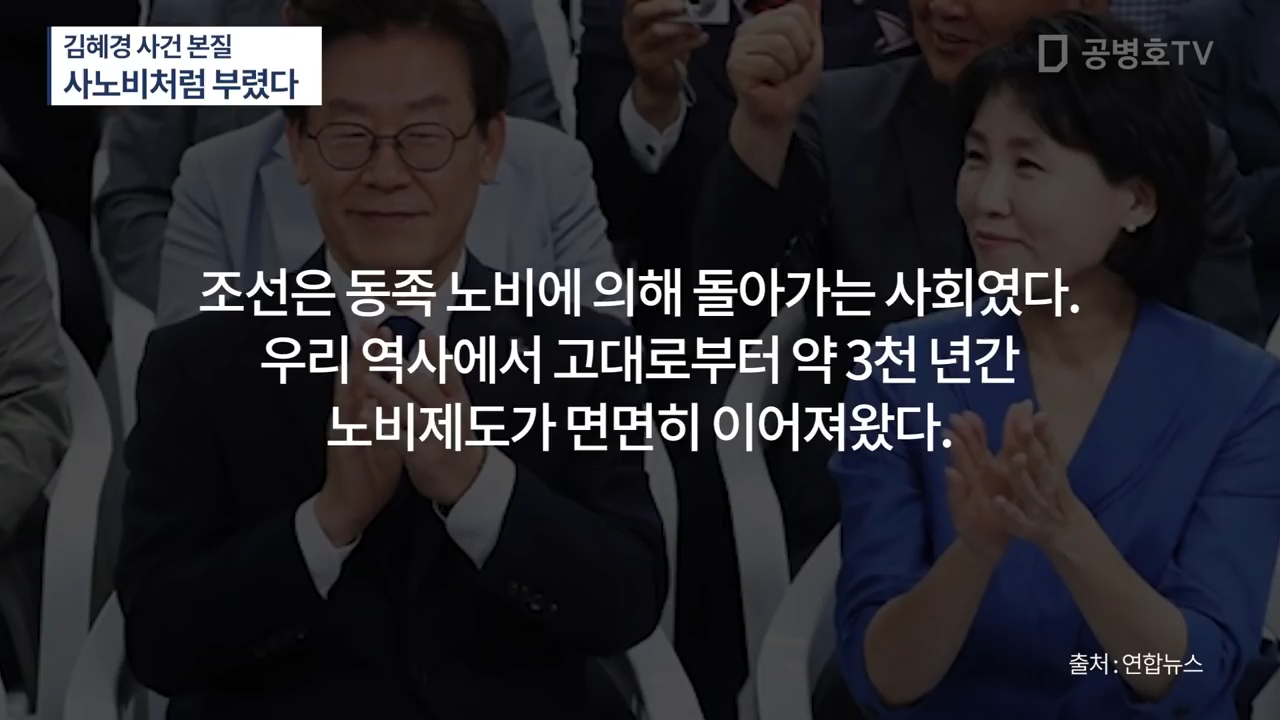 김혜경 사건 본질
사노비처럼 부렸다
공병호TV
조선은 동족 노비에 의해 돌아가는 사회였다.
우리 역사에서 고대로부터 약 3천 년간
노비제도가 면면히 이어져왔다.
출처 : 연합뉴스